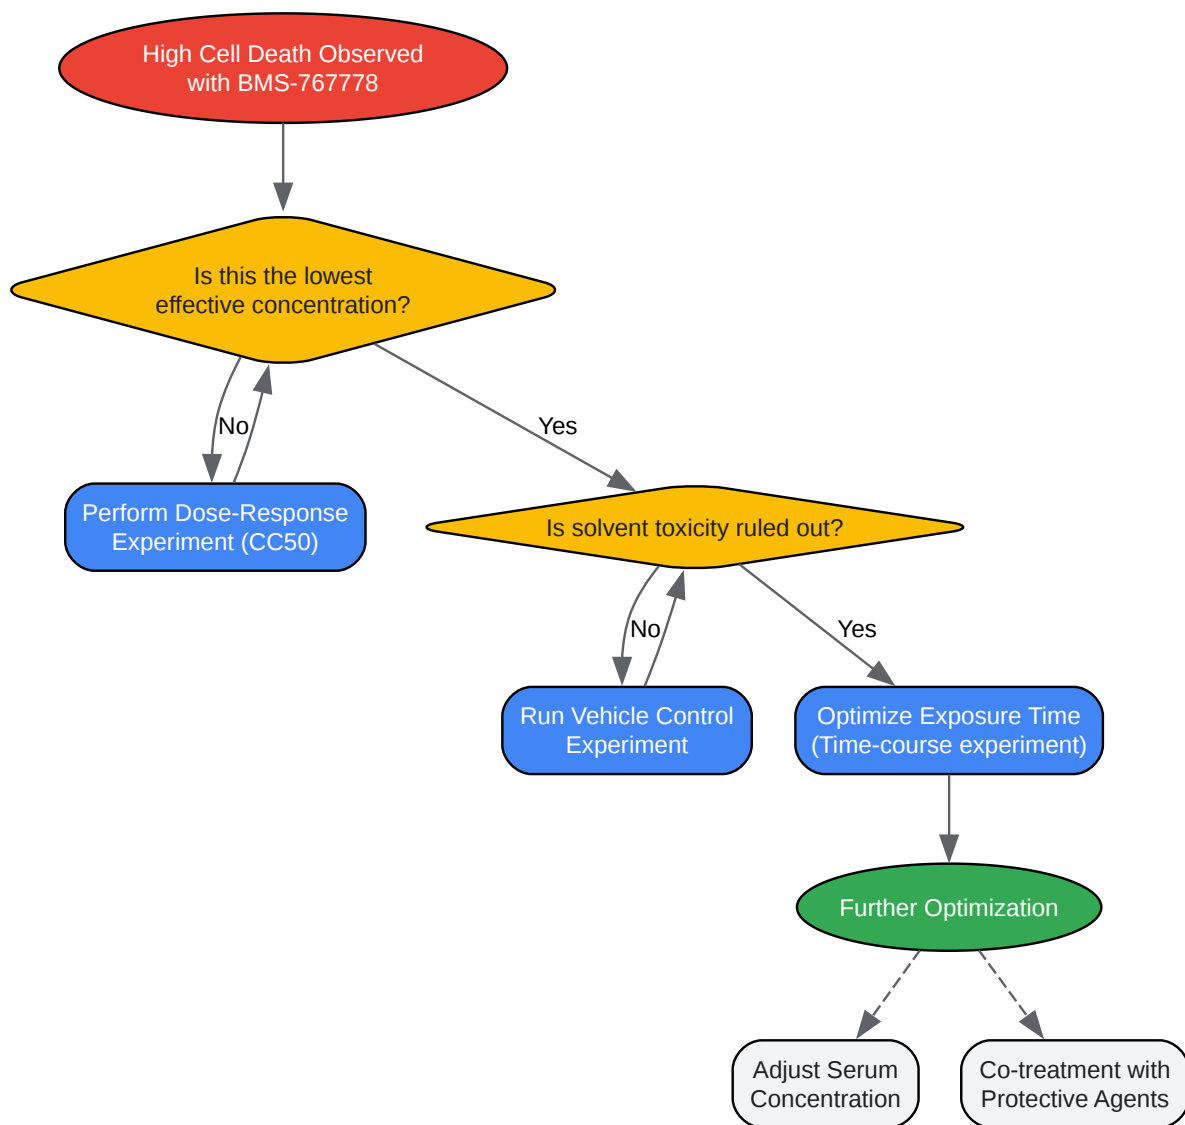 High Cell Death Observed
with BMS-767778
Is this the lowest
effective concentration?
No
Yes
Perform Dose-Response
Experiment (CC50)
Is solvent toxicity ruled out?
No
Yes
Run Vehicle Control
Experiment
Optimize Exposure Time
(Time-course experiment)
Further Optimization
Adjust Serum
Concentration
Co-treatment with
Protective Agents